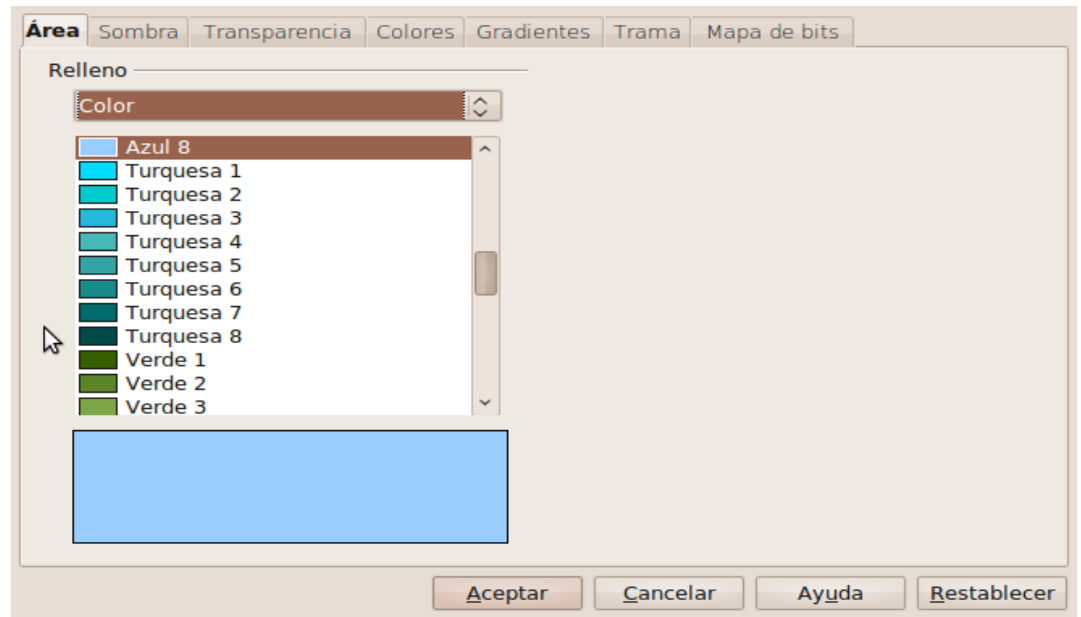 Área Sombra Transparencia Colores Gradientes Trama Mapa de bits
Relleno
Color
Azul 8
Turquesa 1
Turquesa 2
Turquesa 3
Turquesa 4
Turquesa 5
Turquesa 6
Turquesa 7
Turquesa 8
Verde 1
Verde 2
Verde 3
Aceptar Cancelar Ayuda Restablecer